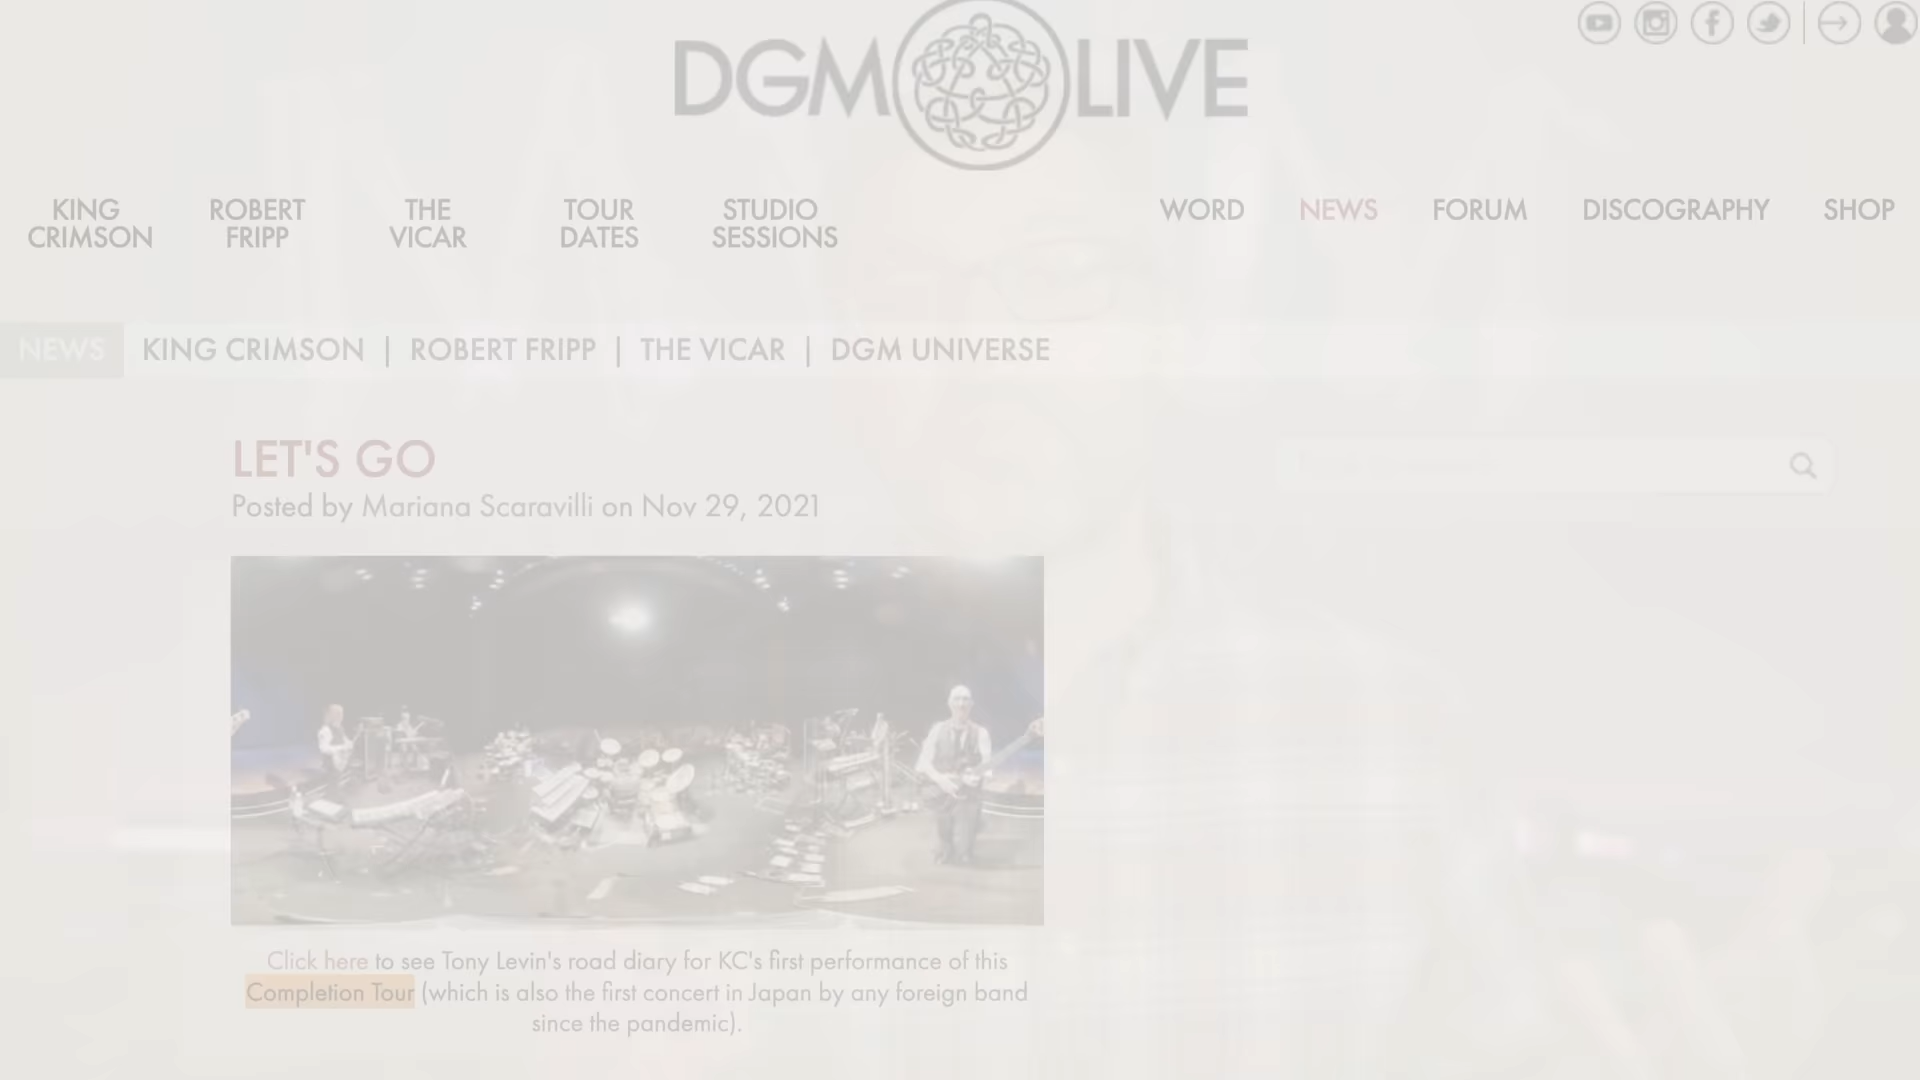 DGM LIVE
KING CRIMSON
ROBERT FRIPP
THE VICAR
TOUR DATES
STUDIO SESSIONS
WORD
NEWS
FORUM
DISCOGRAPHY
SHOP
NEWS KING CRIMSON | ROBERT FRIPP | THE VICAR | DGM UNIVERSE
LET'S GO
Posted by Mariana Scaravilli on Nov 29, 2021
Click here to see Tony Levin's road diary for KC's first performance of this
Completion Tour (which is also the first concert in Japan by any foreign band
since the pandemic).